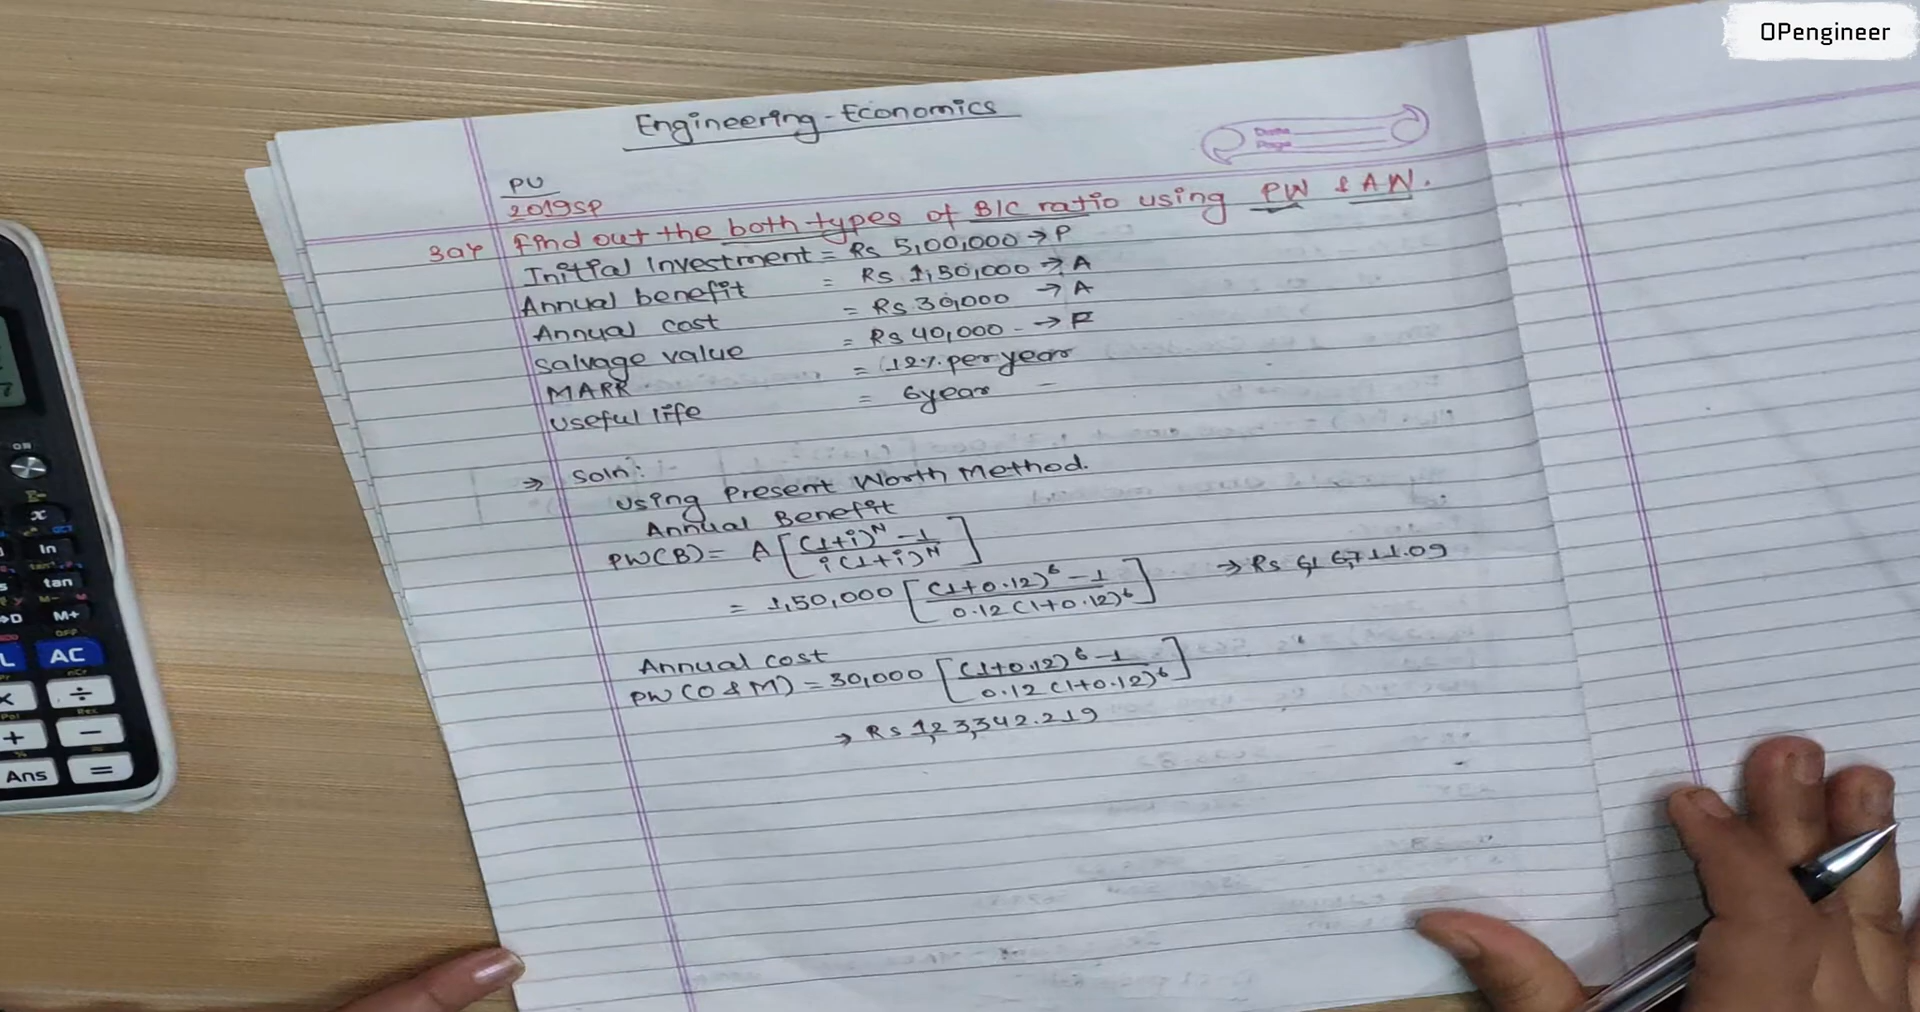 OPengineer
Engineering-Economics
PU
2019SP
3a4 Find out the both types of B/C ratio using PW & AW.
Initial Investment = Rs 5,00,000 → P
Annual benefit = Rs 1,50,000 → A
Annual cost = Rs 30,000 → A
Salvage value = Rs 40,000 → F
MARR = 12% per year
Useful life = 6year
→ Soln:
Using Present Worth Method.
Annual Benefit
PW(B) = A[(1+i)^N - 1 / i(1+i)^N]
= 1,50,000 [(1+0.12)^6 - 1 / 0.12(1+0.12)^6] → Rs 6,16,711.09
Annual cost
PW(O&M) = 30,000 [(1+0.12)^6 - 1 / 0.12(1+0.12)^6]
→ Rs 1,23,342.219
ON
x
ln
tan
M+
OFF
AC
÷
+
−
Ans
=